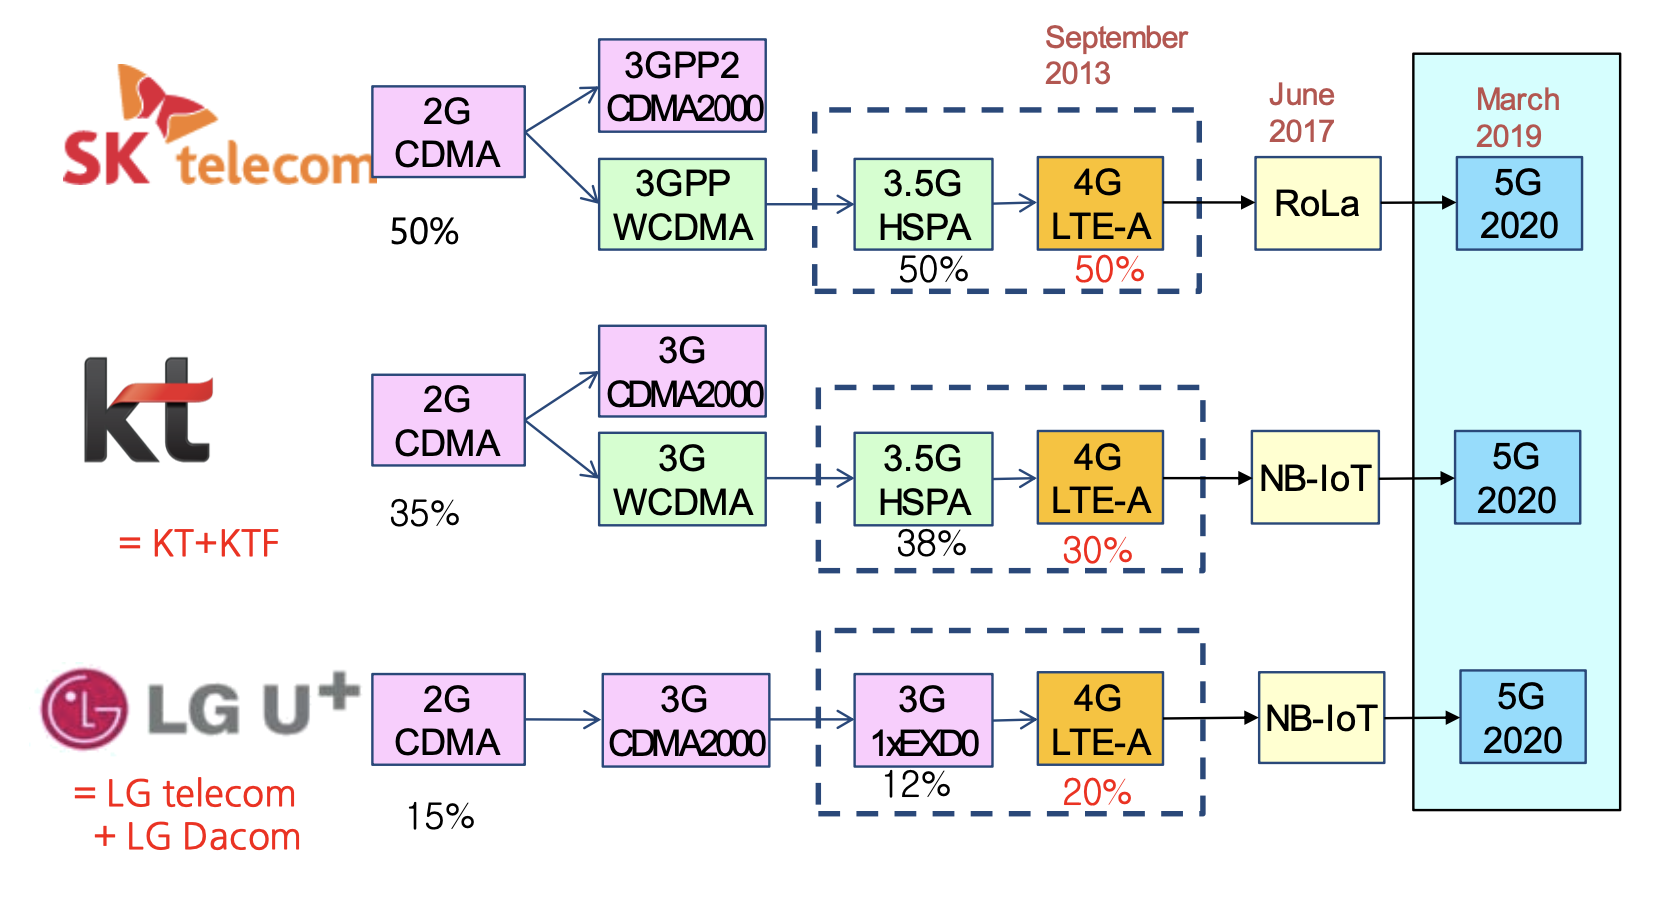 September
2013
June
2017
March
2019
SK telecom
2G
CDMA
50%
3GPP2
CDMA2000
3GPP
WCDMA
3.5G
HSPA
50%
4G
LTE-A
50%
RoLa
5G
2020
kt
= KT+KTF
2G
CDMA
35%
3G
CDMA2000
3G
WCDMA
3.5G
HSPA
38%
4G
LTE-A
30%
NB-IoT
5G
2020
LG U+
= LG telecom
+ LG Dacom
2G
CDMA
15%
3G
CDMA2000
3G
1xEXD0
12%
4G
LTE-A
20%
NB-IoT
5G
2020